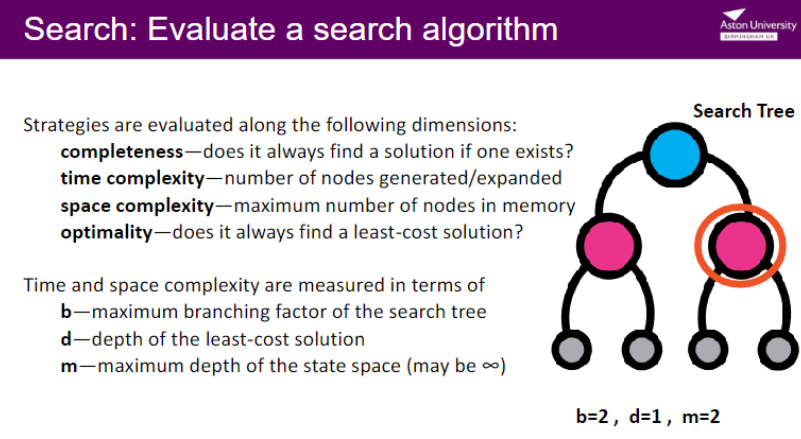 Search: Evaluate a search algorithm
Aston University
BIRMINGHAM UK
Search Tree
Strategies are evaluated along the following dimensions:
completeness—does it always find a solution if one exists?
time complexity—number of nodes generated/expanded
space complexity—maximum number of nodes in memory
optimality—does it always find a least-cost solution?
Time and space complexity are measured in terms of
b—maximum branching factor of the search tree
d—depth of the least-cost solution
m—maximum depth of the state space (may be ∞)
b=2 , d=1 , m=2